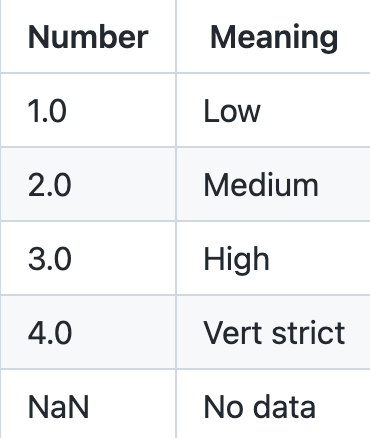 Number Meaning
1.0 Low
2.0 Medium
3.0 High
4.0 Vert strict
NaN No data